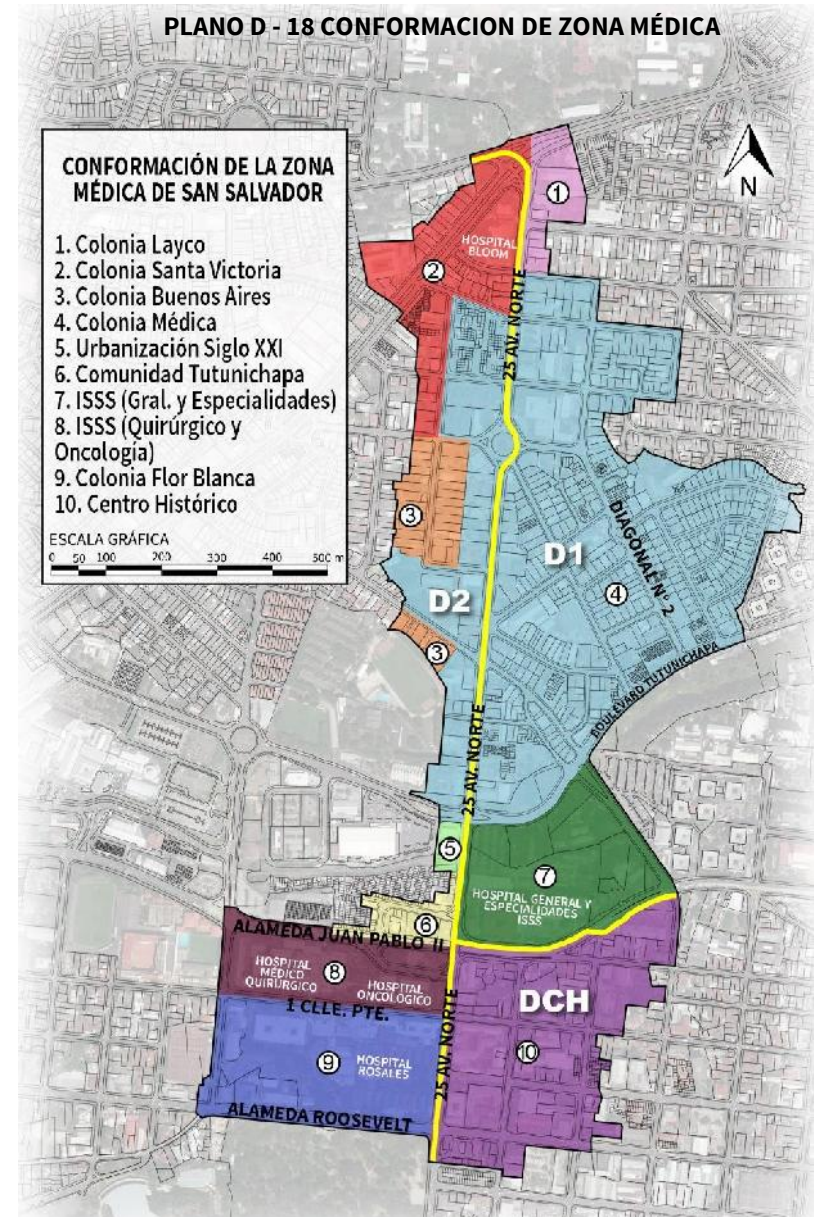 PLANO D - 18 CONFORMACION DE ZONA MÉDICA
CONFORMACIÓN DE LA ZONA
MÉDICA DE SAN SALVADOR
1. Colonia Layco
2. Colonia Santa Victoria
3. Colonia Buenos Aires
4. Colonia Médica
5. Urbanización Siglo XXI
6. Comunidad Tutunichapa
7. ISSS (Gral. y Especialidades)
8. ISSS (Quirúrgico y
Oncología)
9. Colonia Flor Blanca
10. Centro Histórico
ESCALA GRÁFICA
0 50 100 200 300 400 500 m
N
1
HOSPITAL
BLOOM
2
25 AV. NORTE
3
D1
DIAGONAL N° 2
4
D2
3
BOULEVARD TUTUNICHAPA
25 AV. NORTE
5
7
HOSPITAL GENERAL Y
ESPECIALIDADES
ISSS
6
ALAMEDA JUAN PABLO II
HOSPITAL
MÉDICO
QUIRÚRGICO
8
HOSPITAL
ONCOLÓGICO
DCH
1 CLLE. PTE.
25 AV. NORTE
9
HOSPITAL
ROSALES
10
ALAMEDA ROOSEVELT